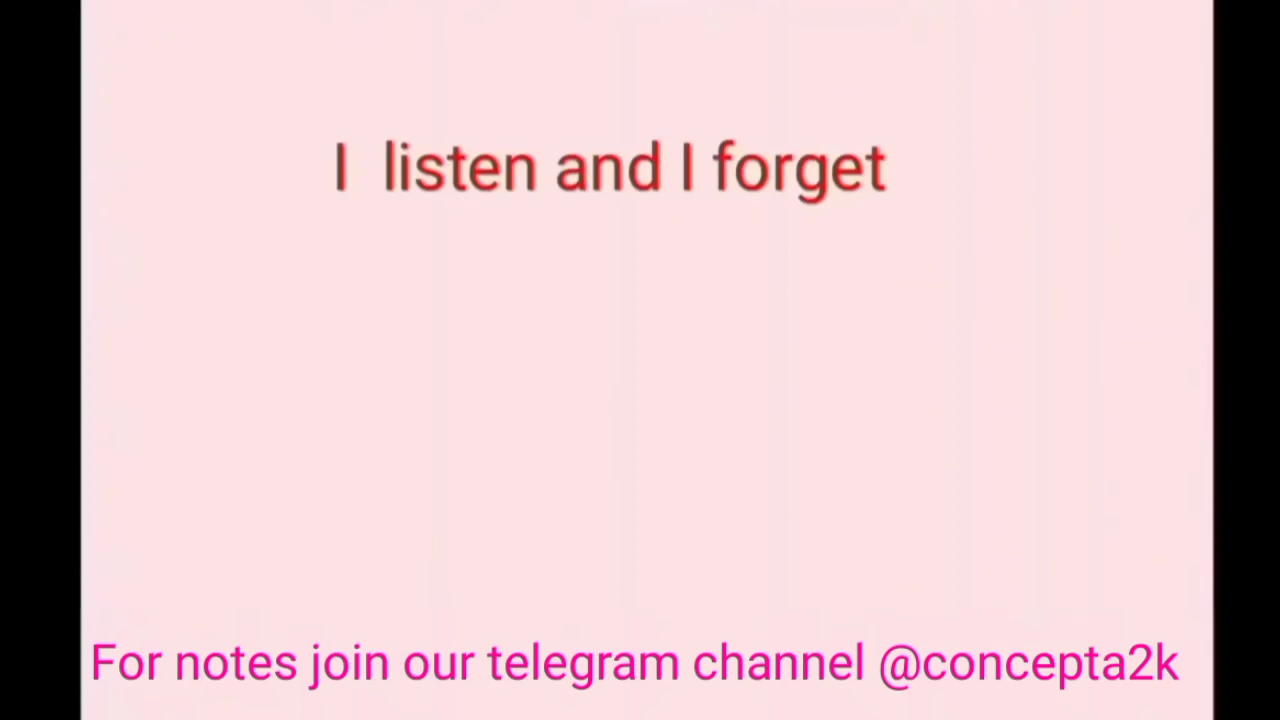 I listen and I forget
For notes join our telegram channel @concepta2k